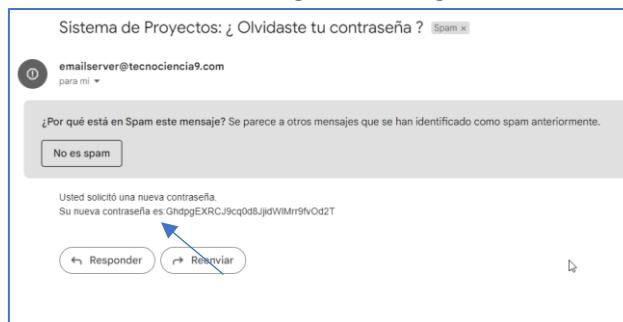 Sistema de Proyectos: ¿ Olvidaste tu contraseña ? Spam x
emailserver@tecnociencia9.com
para mí
¿Por qué está en Spam este mensaje? Se parece a otros mensajes que se han identificado como spam anteriormente.
No es spam
Usted solicitó una nueva contraseña.
Su nueva contraseña es:GhdpgEXRCJ9cq0d8JjidWlMrr9fvOd2T
Responder Reenviar